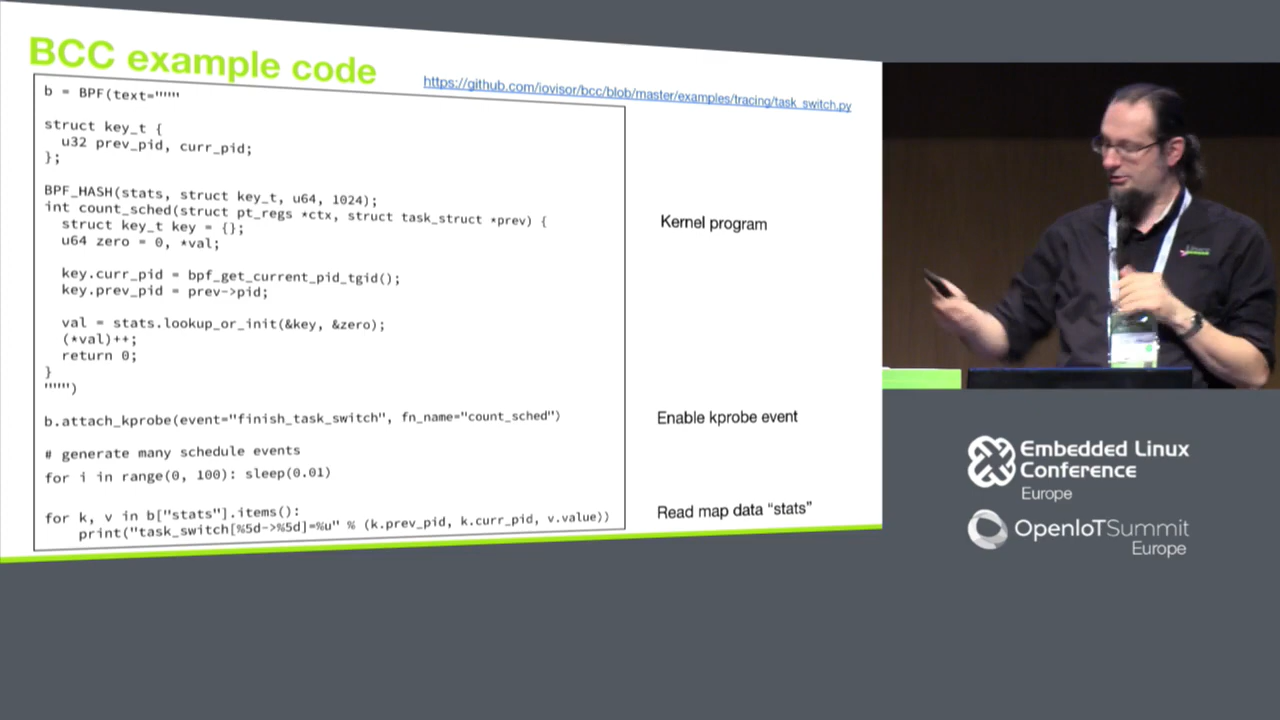 BCC example code
https://github.com/iovisor/bcc/blob/master/examples/tracing/task_switch.py
b = BPF(text="""
struct key_t {
  u32 prev_pid, curr_pid;
};
BPF_HASH(stats, struct key_t, u64, 1024);
int count_sched(struct pt_regs *ctx, struct task_struct *prev) {
  struct key_t key = {};
  u64 zero = 0, *val;
  key.curr_pid = bpf_get_current_pid_tgid();
  key.prev_pid = prev->pid;
  val = stats.lookup_or_init(&key, &zero);
  (*val)++;
  return 0;
}
""")
b.attach_kprobe(event="finish_task_switch", fn_name="count_sched")
# generate many schedule events
for i in range(0, 100): sleep(0.01)
for k, v in b["stats"].items():
    print("task_switch[%5d->%5d]=%u" % (k.prev_pid, k.curr_pid, v.value))
Kernel program
Enable kprobe event
Read map data “stats”
Embedded Linux
Conference
Europe
OpenIoTSummit
Europe